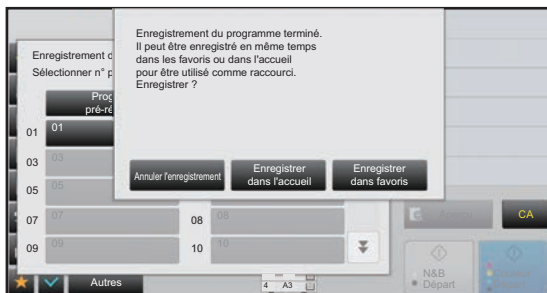 Enregistrement du programme terminé.
Il peut être enregistré en même temps
dans les favoris ou dans l'accueil
pour être utilisé comme raccourci.
Enregistrer ?
Annuler l'enregistrement
Enregistrer
dans l'accueil
Enregistrer
dans favoris
Enregistrement d
Sélectionner n° p
Prog
pré-ré
01 01
03 03
05 05
07 07 08 08
09 09 10 10
CA
N&B
Départ
Départ
Autres
4 A3